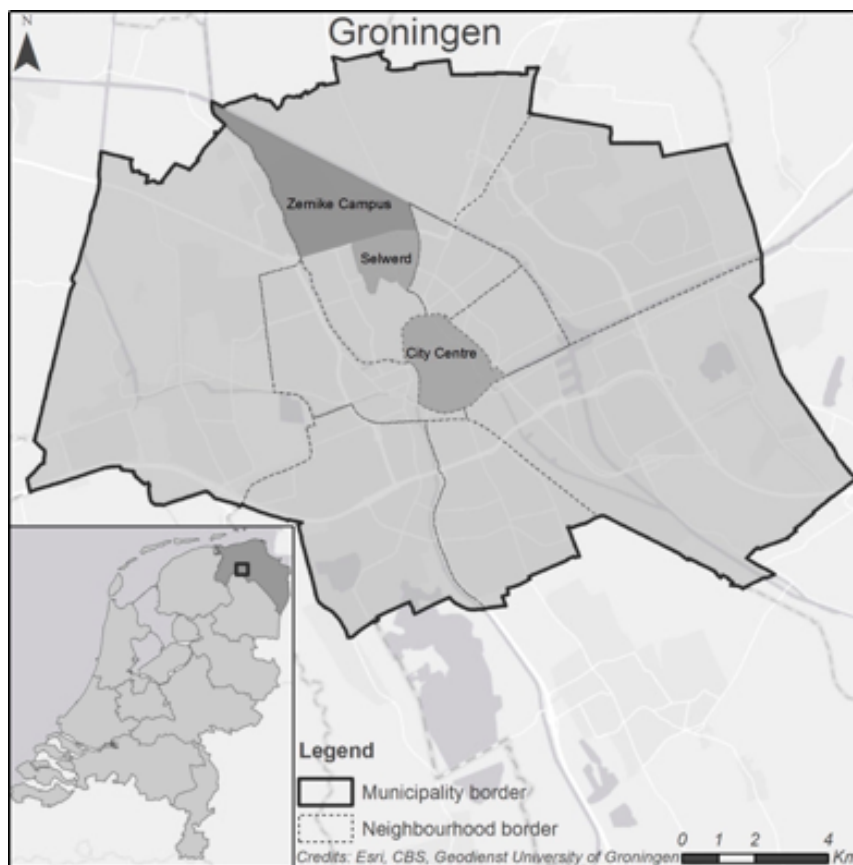 Groningen
N
Zernike Campus
Selwerd
City Centre
Legend
Municipality border
Neighbourhood border
Credits: Esri, CBS, Geodienst University of Groningen
0 1 2 4
Km